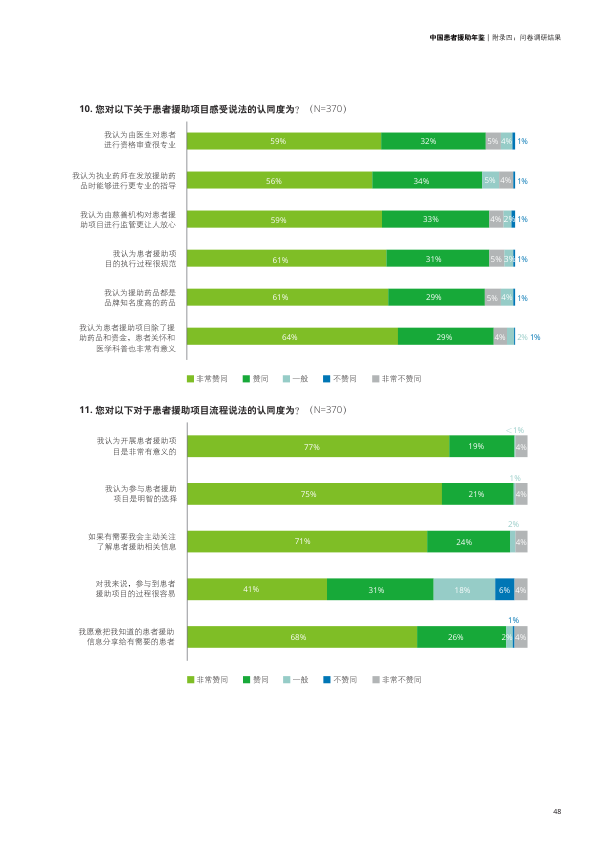 中国患者援助年鉴 | 附录四：问卷调研结果
10. 您对以下关于患者援助项目感受说法的认同度为？（N=370）
我认为由医生对患者
进行资格审查很专业
59% 32% 5% 4% 1%
我认为执业药师在发放援助药
品时能够进行更专业的指导
56% 34% 5% 4% 1%
我认为由慈善机构对患者援
助项目进行监管更让人放心
59% 33% 4% 2% 1%
我认为患者援助项
目的执行过程很规范
61% 31% 5% 3% 1%
我认为援助药品都是
品牌知名度高的药品
61% 29% 5% 4% 1%
我认为患者援助项目除了援
助药品和资金，患者关怀和
医学科普也非常有意义
64% 29% 4% 2% 1%
非常赞同 赞同 一般 不赞同 非常不赞同
11. 您对以下对于患者援助项目流程说法的认同度为？（N=370）
<1%
我认为开展患者援助项
目是非常有意义的
77% 19% 4%
1%
我认为参与患者援助
项目是明智的选择
75% 21% 4%
2%
如果有需要我会主动关注
了解患者援助相关信息
71% 24% 4%
对我来说，参与到患者
援助项目的过程很容易
41% 31% 18% 6% 4%
1%
我愿意把我知道的患者援助
信息分享给有需要的患者
68% 26% 2% 4%
非常赞同 赞同 一般 不赞同 非常不赞同
48